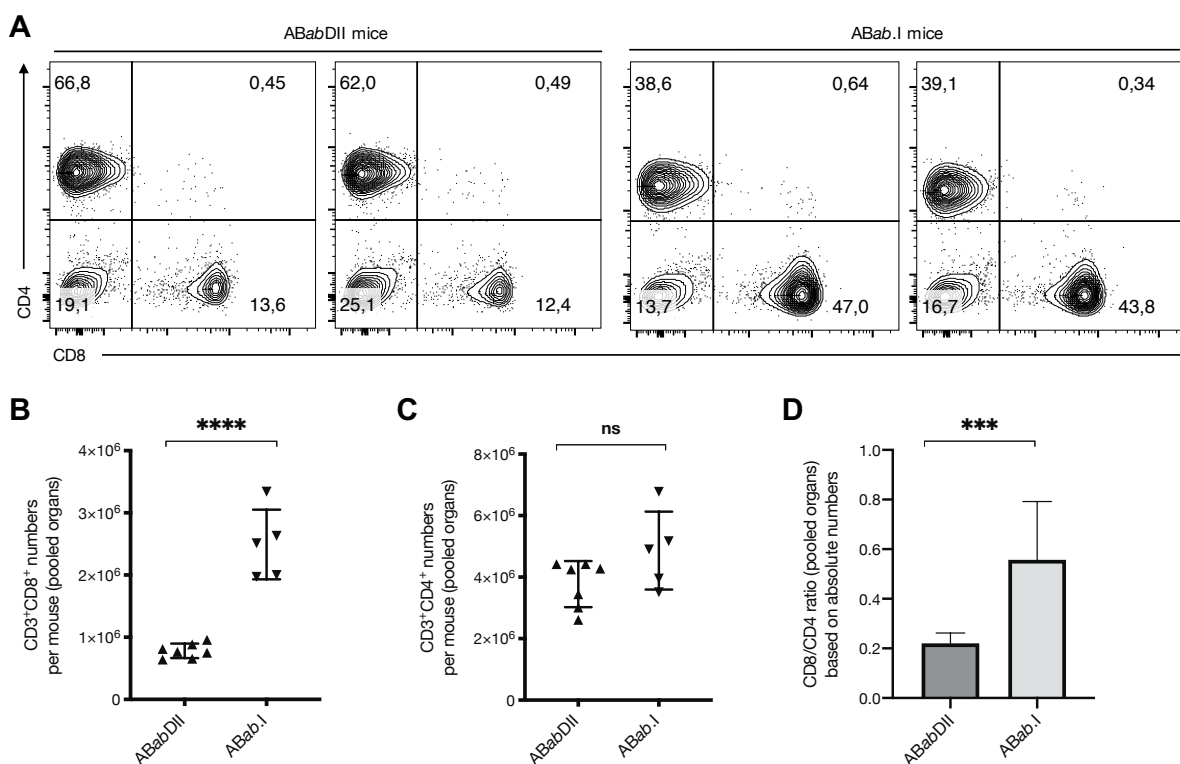 A
ABabDII mice
ABab.I mice
66,8
0,45
62,0
0,49
38,6
0,64
39,1
0,34
19,1
13,6
25,1
12,4
13,7
47,0
16,7
43,8
CD4
CD8
B
****
4×10⁶
3×10⁶
2×10⁶
1×10⁶
0
CD3⁺CD8⁺ numbers
per mouse (pooled organs)
ABabDII
ABab.I
C
ns
8×10⁶
6×10⁶
4×10⁶
2×10⁶
0
CD3⁺CD4⁺ numbers
per mouse (pooled organs)
ABabDII
ABab.I
D
***
1.0
0.8
0.6
0.4
0.2
0.0
CD8/CD4 ratio (pooled organs)
based on absolute numbers
ABabDII
ABab.I